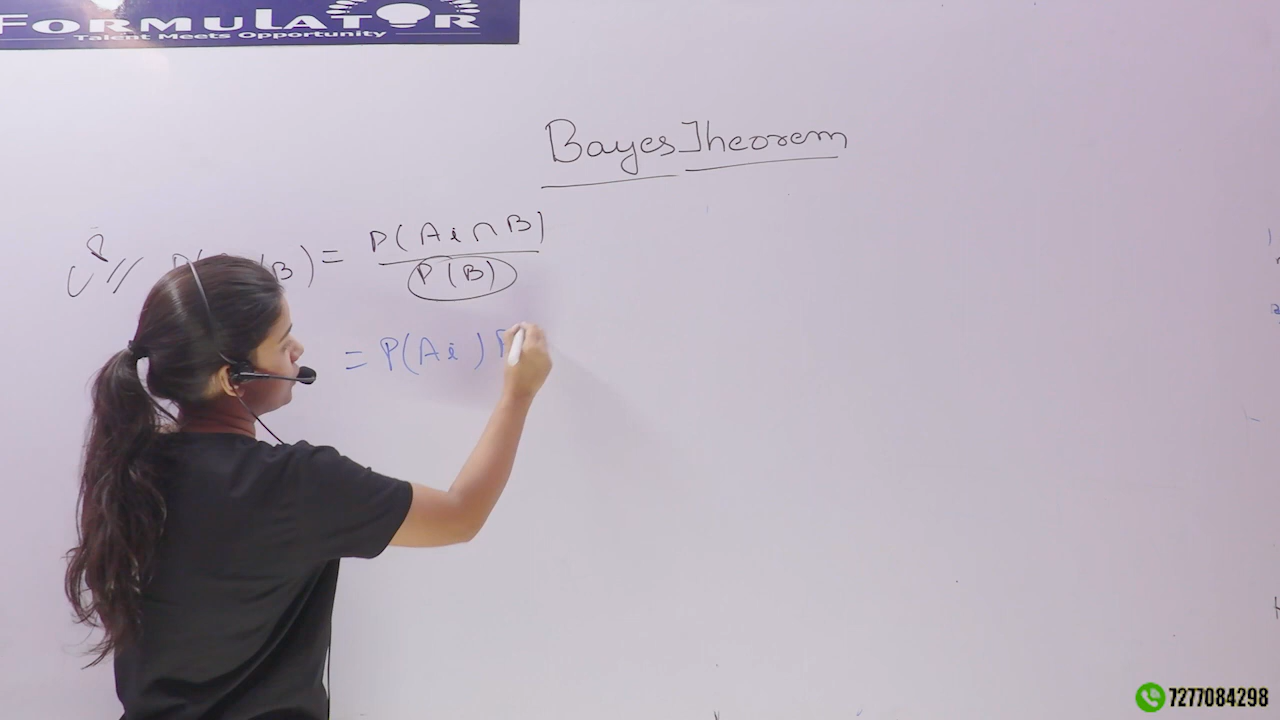 FORMULATOR
Talent Meets Opportunity
Bayes Theorem
B) = P(Ai∩B)
P(B)
= P(Ai) P
7277084298